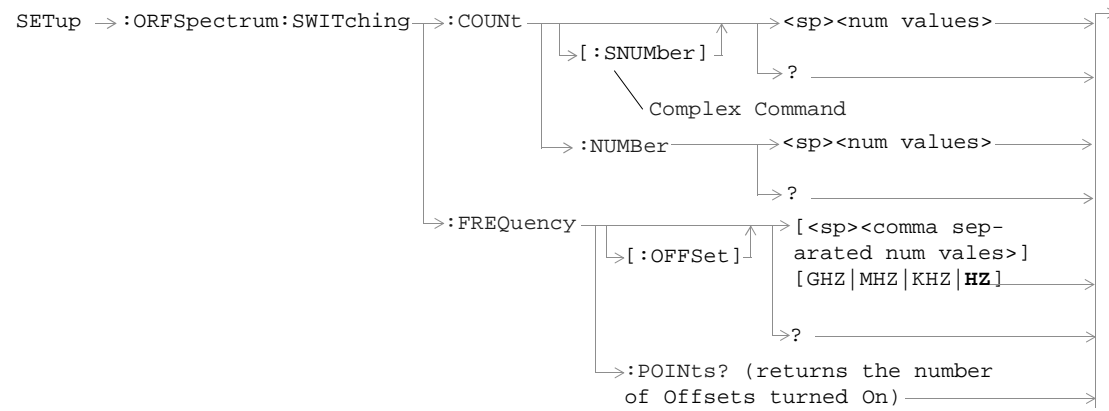 SETup :ORFSpectrum:SWITching :COUNt <sp><num values>
[:SNUMber]
?
Complex Command
:NUMBer <sp><num values>
?
:FREQuency [<sp><comma sep-
[:OFFSet] arated num vales>]
[GHZ|MHZ|KHZ|HZ]
?
:POINts? (returns the number
of Offsets turned On)